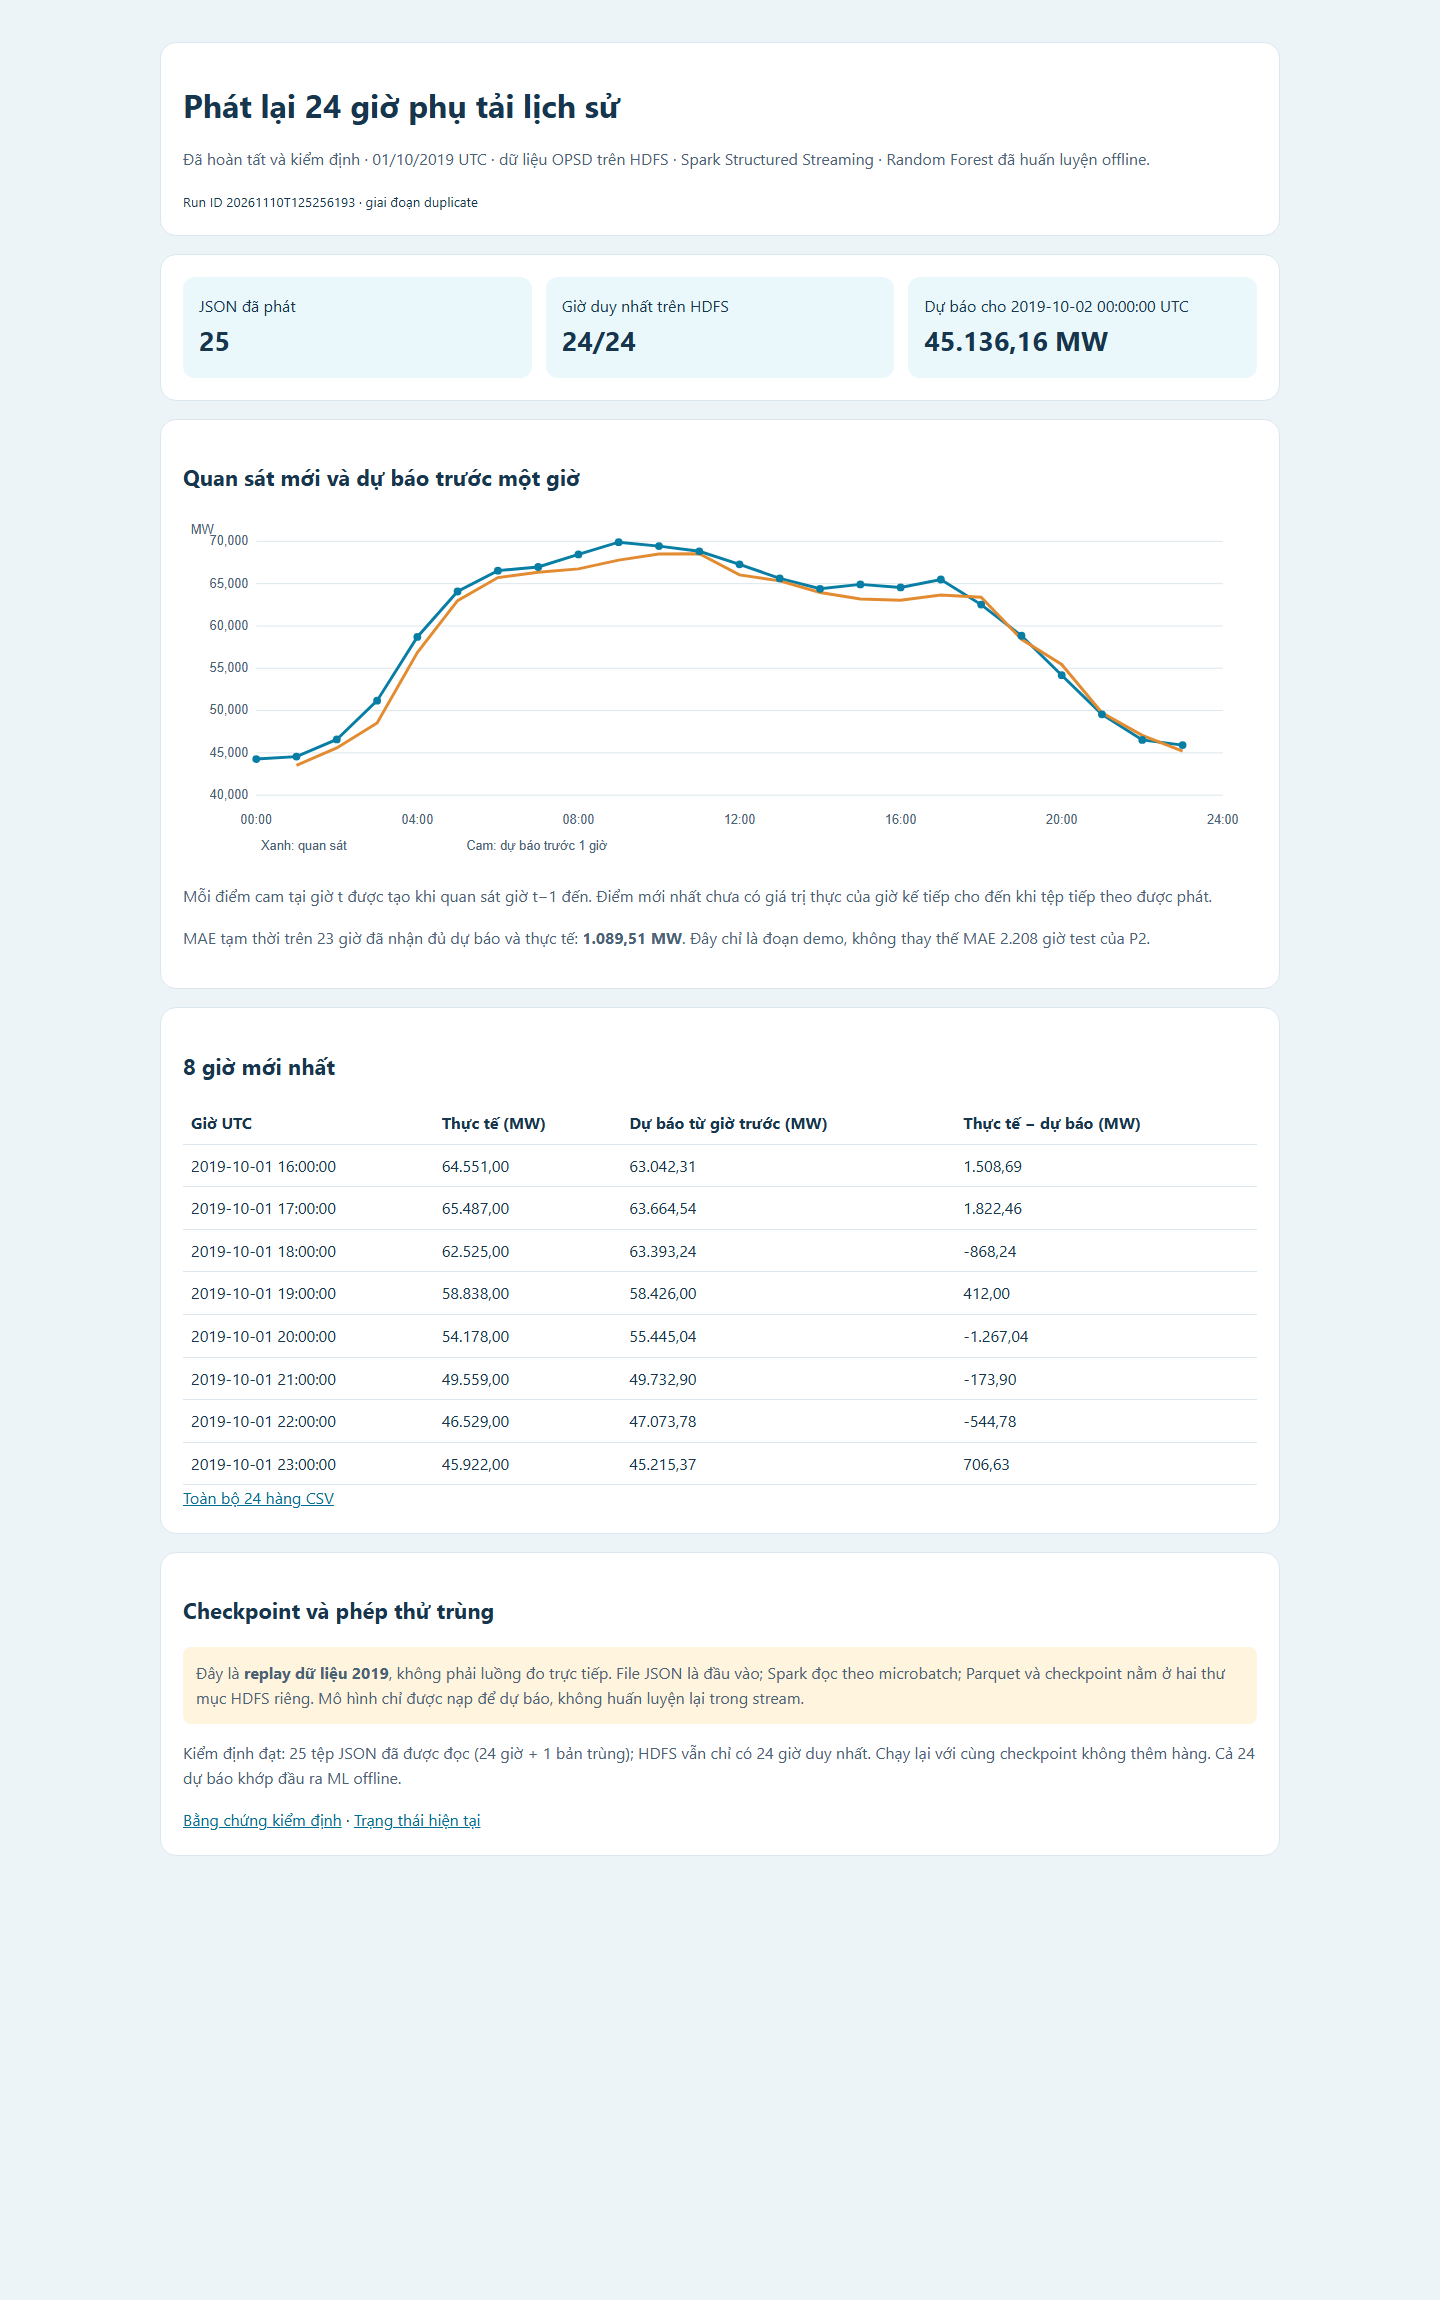 Phát lại 24 giờ phụ tải lịch sử
Đã hoàn tất và kiểm định · 01/10/2019 UTC · dữ liệu OPSD trên HDFS · Spark Structured Streaming · Random Forest đã huấn luyện offline.
Run ID 20261110T125256193 · giai đoạn duplicate
JSON đã phát
25
Giờ duy nhất trên HDFS
24/24
Dự báo cho 2019-10-02 00:00:00 UTC
45.136,16 MW
Quan sát mới và dự báo trước một giờ
MW
70,000
65,000
60,000
55,000
50,000
45,000
40,000
00:00 04:00 08:00 12:00 16:00 20:00 24:00
Xanh: quan sát Cam: dự báo trước 1 giờ
Mỗi điểm cam tại giờ t được tạo khi quan sát giờ t−1 đến. Điểm mới nhất chưa có giá trị thực của giờ kế tiếp cho đến khi tệp tiếp theo được phát.
MAE tạm thời trên 23 giờ đã nhận đủ dự báo và thực tế: 1.089,51 MW. Đây chỉ là đoạn demo, không thay thế MAE 2.208 giờ test của P2.
8 giờ mới nhất
Giờ UTC Thực tế (MW) Dự báo từ giờ trước (MW) Thực tế − dự báo (MW)
2019-10-01 16:00:00 64.551,00 63.042,31 1.508,69
2019-10-01 17:00:00 65.487,00 63.664,54 1.822,46
2019-10-01 18:00:00 62.525,00 63.393,24 -868,24
2019-10-01 19:00:00 58.838,00 58.426,00 412,00
2019-10-01 20:00:00 54.178,00 55.445,04 -1.267,04
2019-10-01 21:00:00 49.559,00 49.732,90 -173,90
2019-10-01 22:00:00 46.529,00 47.073,78 -544,78
2019-10-01 23:00:00 45.922,00 45.215,37 706,63
Toàn bộ 24 hàng CSV
Checkpoint và phép thử trùng
Đây là replay dữ liệu 2019, không phải luồng đo trực tiếp. File JSON là đầu vào; Spark đọc theo microbatch; Parquet và checkpoint nằm ở hai thư
mục HDFS riêng. Mô hình chỉ được nạp để dự báo, không huấn luyện lại trong stream.
Kiểm định đạt: 25 tệp JSON đã được đọc (24 giờ + 1 bản trùng); HDFS vẫn chỉ có 24 giờ duy nhất. Chạy lại với cùng checkpoint không thêm hàng. Cả 24
dự báo khớp đầu ra ML offline.
Bằng chứng kiểm định · Trạng thái hiện tại